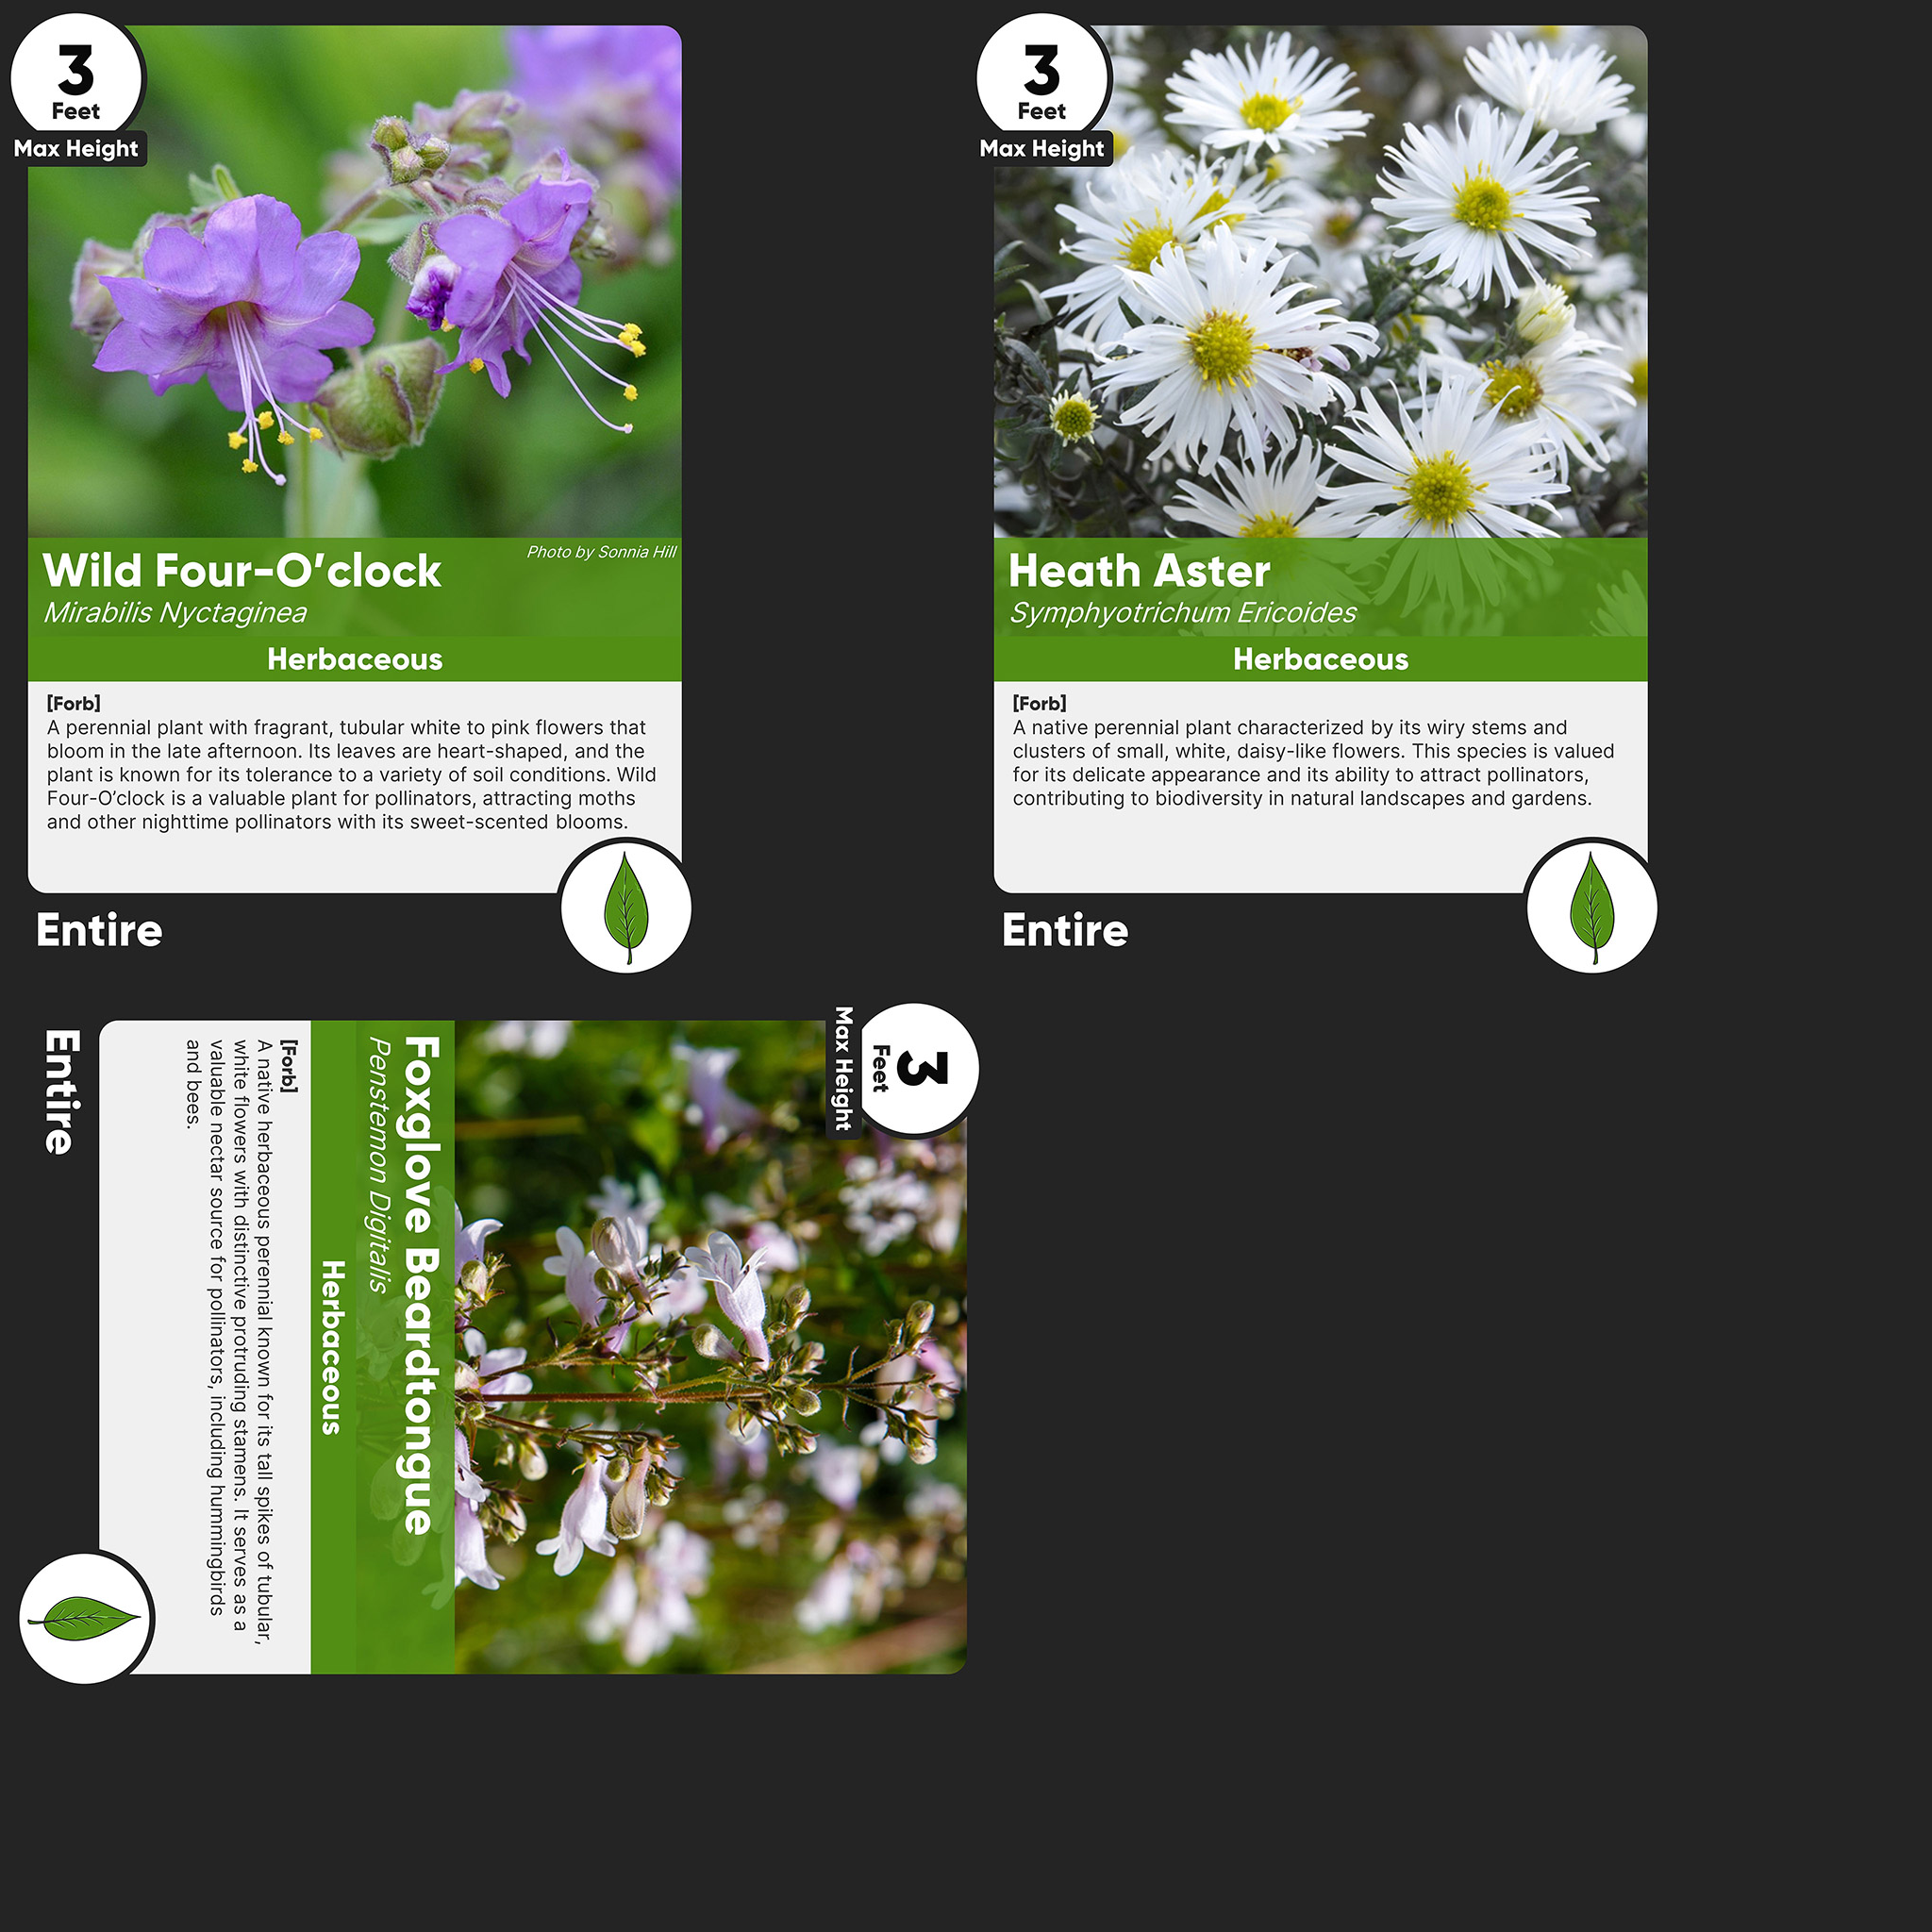 3
Feet
Max Height
Photo by Sonnia Hill
Wild Four-O’clock
Mirabilis Nyctaginea
Herbaceous
[Forb]
A perennial plant with fragrant, tubular white to pink flowers that
bloom in the late afternoon. Its leaves are heart-shaped, and the
plant is known for its tolerance to a variety of soil conditions. Wild
Four-O’clock is a valuable plant for pollinators, attracting moths
and other nighttime pollinators with its sweet-scented blooms.
Entire
3
Feet
Max Height
Heath Aster
Symphyotrichum Ericoides
Herbaceous
[Forb]
A native perennial plant characterized by its wiry stems and
clusters of small, white, daisy-like flowers. This species is valued
for its delicate appearance and its ability to attract pollinators,
contributing to biodiversity in natural landscapes and gardens.
Entire
3
Feet
Max Height
Foxglove Beardtongue
Penstemon Digitalis
Herbaceous
[Forb]
A native herbaceous perennial known for its tall spikes of tubular,
white flowers with distinctive protruding stamens. It serves as a
valuable nectar source for pollinators, including hummingbirds
and bees.
Entire